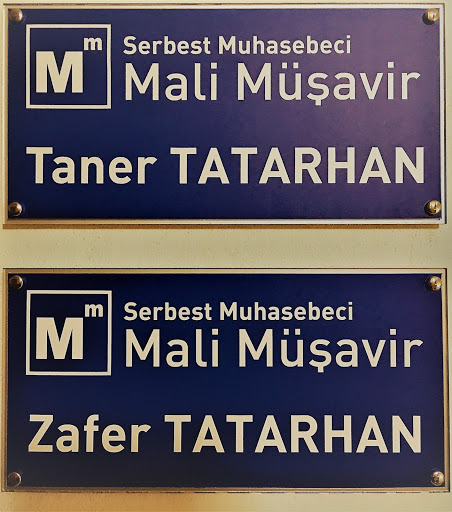 Mm
Serbest Muhasebeci
Mali Müşavir
Taner TATARHAN
Mm
Serbest Muhasebeci
Mali Müşavir
Zafer TATARHAN